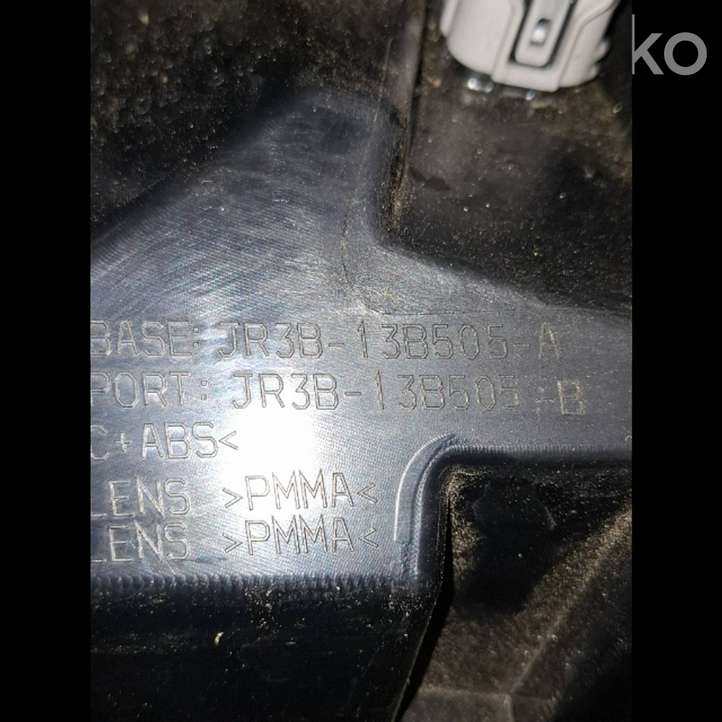 ko
BASE: JR3B-13B505-A
PORT: JR3B-13B505-B
C+ABS<
LENS >PMMA<
LENS >PMMA<